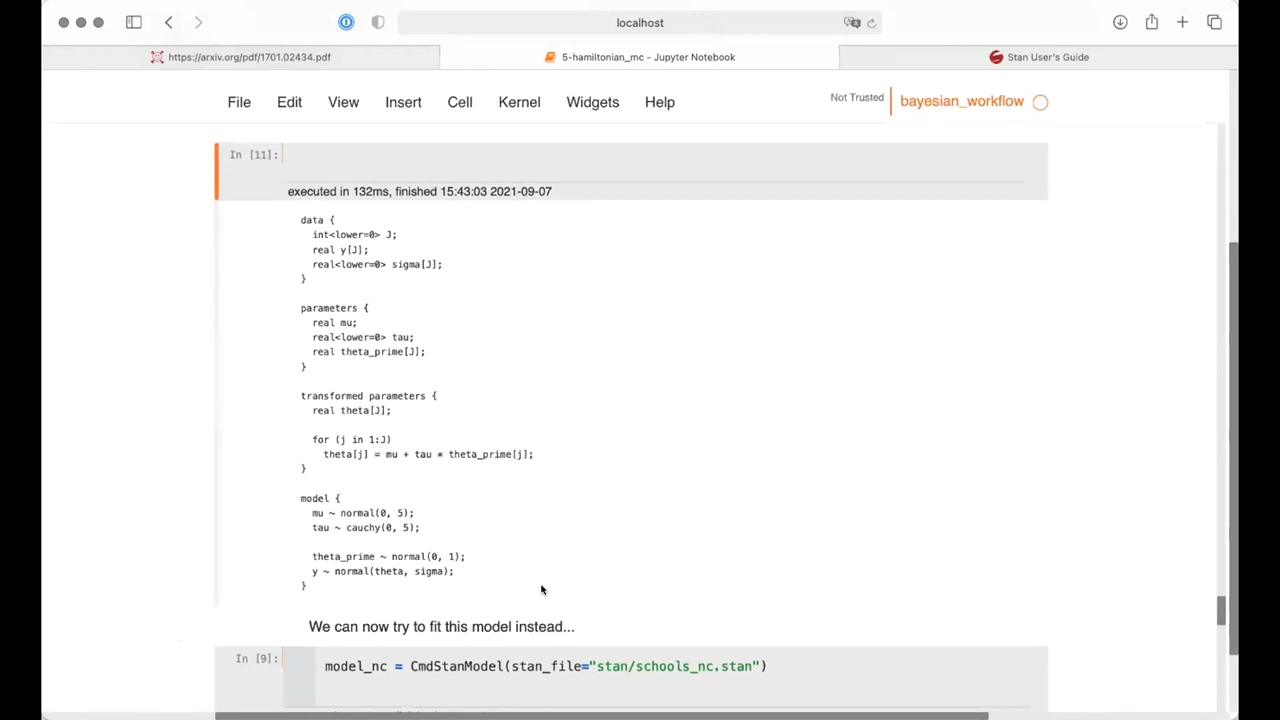 localhost
https://arxiv.org/pdf/1701.02434.pdf
5-hamiltonian_mc - Jupyter Notebook
Stan User's Guide
File Edit View Insert Cell Kernel Widgets Help
Not Trusted
bayesian_workflow
In [11]:
executed in 132ms, finished 15:43:03 2021-09-07
data {
int<lower=0> J;
real y[J];
real<lower=0> sigma[J];
}
parameters {
real mu;
real<lower=0> tau;
real theta_prime[J];
}
transformed parameters {
real theta[J];
for (j in 1:J)
theta[j] = mu + tau * theta_prime[j];
}
model {
mu ~ normal(0, 5);
tau ~ cauchy(0, 5);
theta_prime ~ normal(0, 1);
y ~ normal(theta, sigma);
}
We can now try to fit this model instead...
In [9]:
model_nc = CmdStanModel(stan_file="stan/schools_nc.stan")